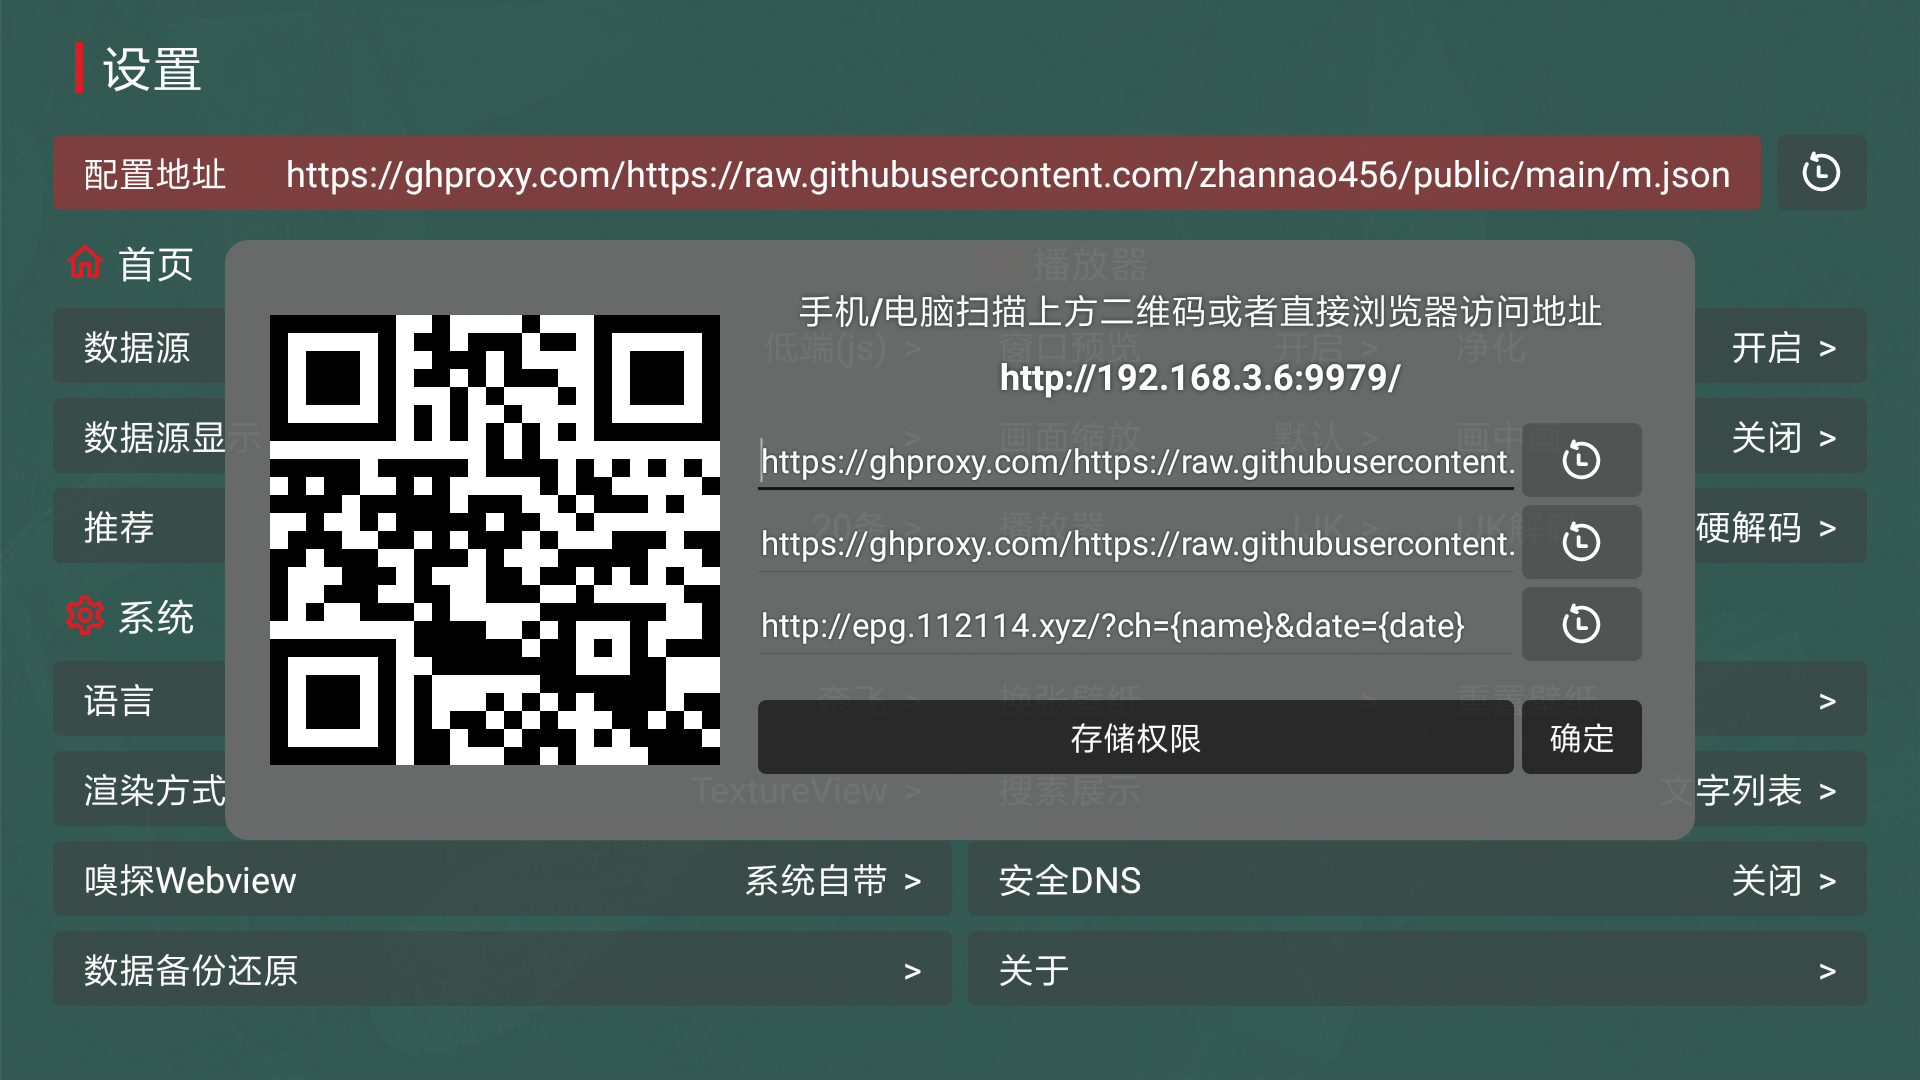 设置
配置地址 https://ghproxy.com/https://raw.githubusercontent.com/zhannao456/public/main/m.json
首页 播放器
手机/电脑扫描上方二维码或者直接浏览器访问地址
数据源 低端(js) > 窗口预览 开启 > 净化 开启 >
http://192.168.3.6:9979/
数据源显示 > 画面缩放 默认 > 画中画 关闭 >
https://ghproxy.com/https://raw.githubusercontent.
推荐 20条 > 播放器 IJK > IJK解码 硬解码 >
https://ghproxy.com/https://raw.githubusercontent.
系统
http://epg.112114.xyz/?ch={name}&date={date}
语言 奈飞 > 换张壁纸 > 重置壁纸 >
存储权限 确定
渲染方式 TextureView > 搜索展示 文字列表 >
嗅探Webview 系统自带 > 安全DNS 关闭 >
数据备份还原 > 关于 >